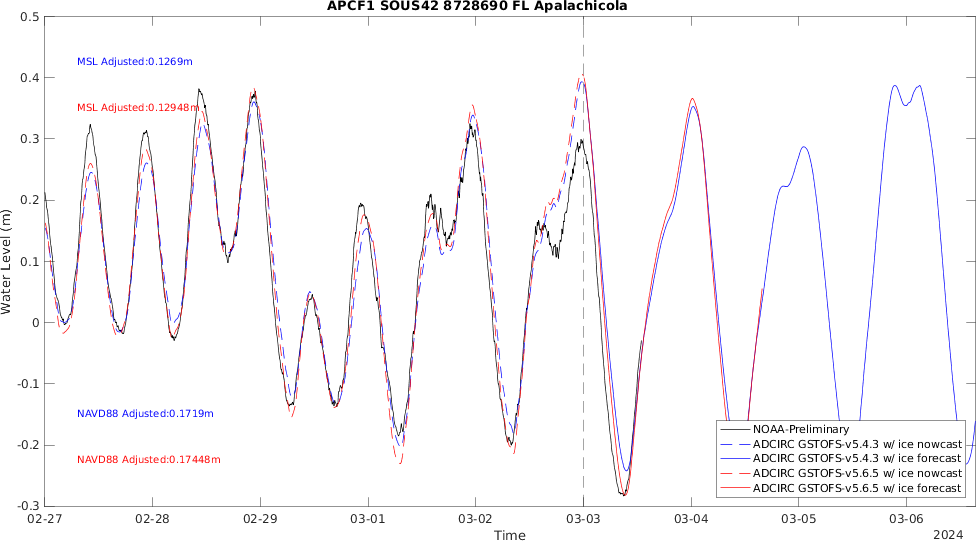 APCF1 SOUS42 8728690 FL Apalachicola
0.5
MSL Adjusted:0.1269m
0.4
MSL Adjusted:0.12948m
0.3
0.2
Water Level (m)
0.1
0
-0.1
NAVD88 Adjusted:0.1719m
-0.2
NAVD88 Adjusted:0.17448m
-0.3
NOAA-Preliminary
ADCIRC GSTOFS-v5.4.3 w/ ice nowcast
ADCIRC GSTOFS-v5.4.3 w/ ice forecast
ADCIRC GSTOFS-v5.6.5 w/ ice nowcast
ADCIRC GSTOFS-v5.6.5 w/ ice forecast
02-27 02-28 02-29 03-01 03-02 03-03 03-04 03-05 03-06
Time
2024